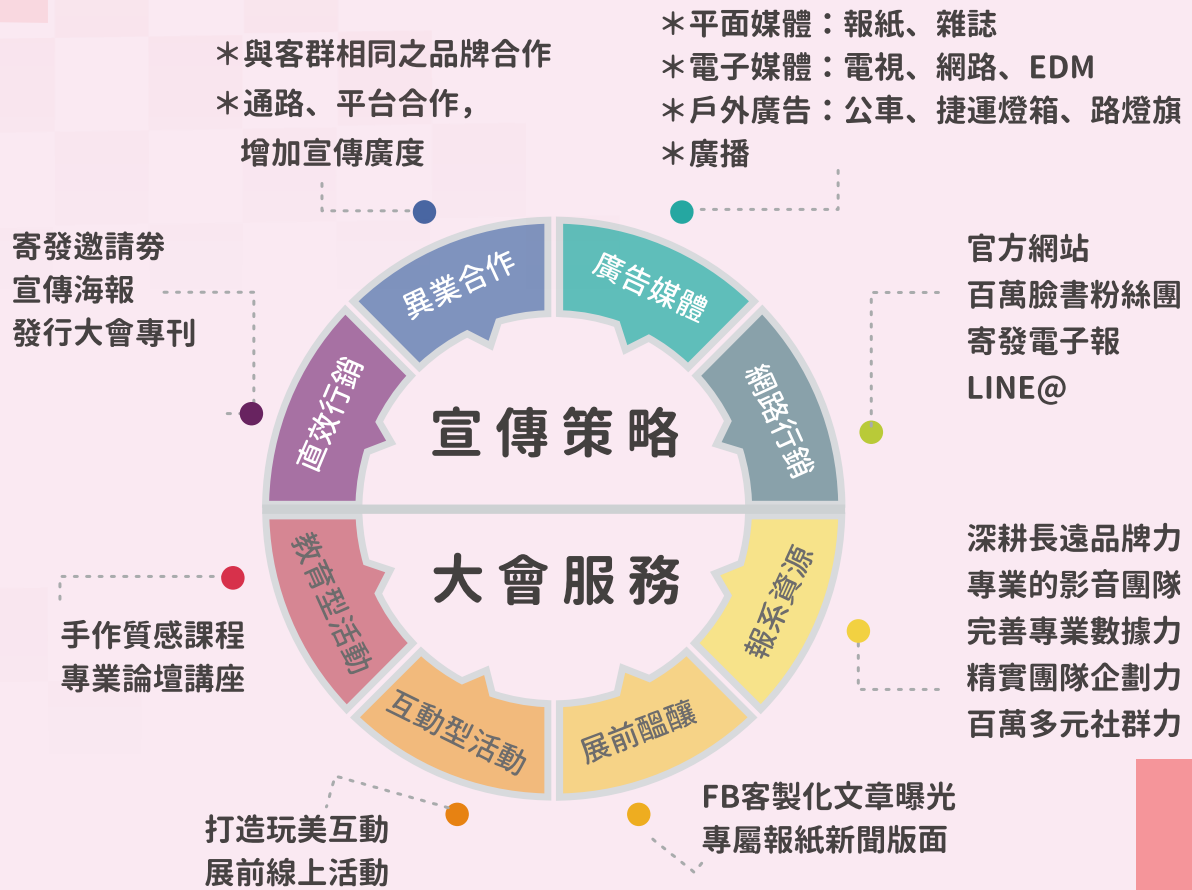 ＊與客群相同之品牌合作
＊通路、平台合作，
增加宣傳廣度
＊平面媒體：報紙、雜誌
＊電子媒體：電視、網路、EDM
＊戶外廣告：公車、捷運燈箱、路燈旗
＊廣播
寄發邀請劵
宣傳海報
發行大會專刊
官方網站
百萬臉書粉絲團
寄發電子報
LINE@
異業合作
廣告媒體
直效行銷
網路行銷
宣傳策略
大會服務
教育型活動
報系資源
互動型活動
展前醞釀
手作質感課程
專業論壇講座
深耕長遠品牌力
專業的影音團隊
完善專業數據力
精實團隊企劃力
百萬多元社群力
打造玩美互動
展前線上活動
FB客製化文章曝光
專屬報紙新聞版面